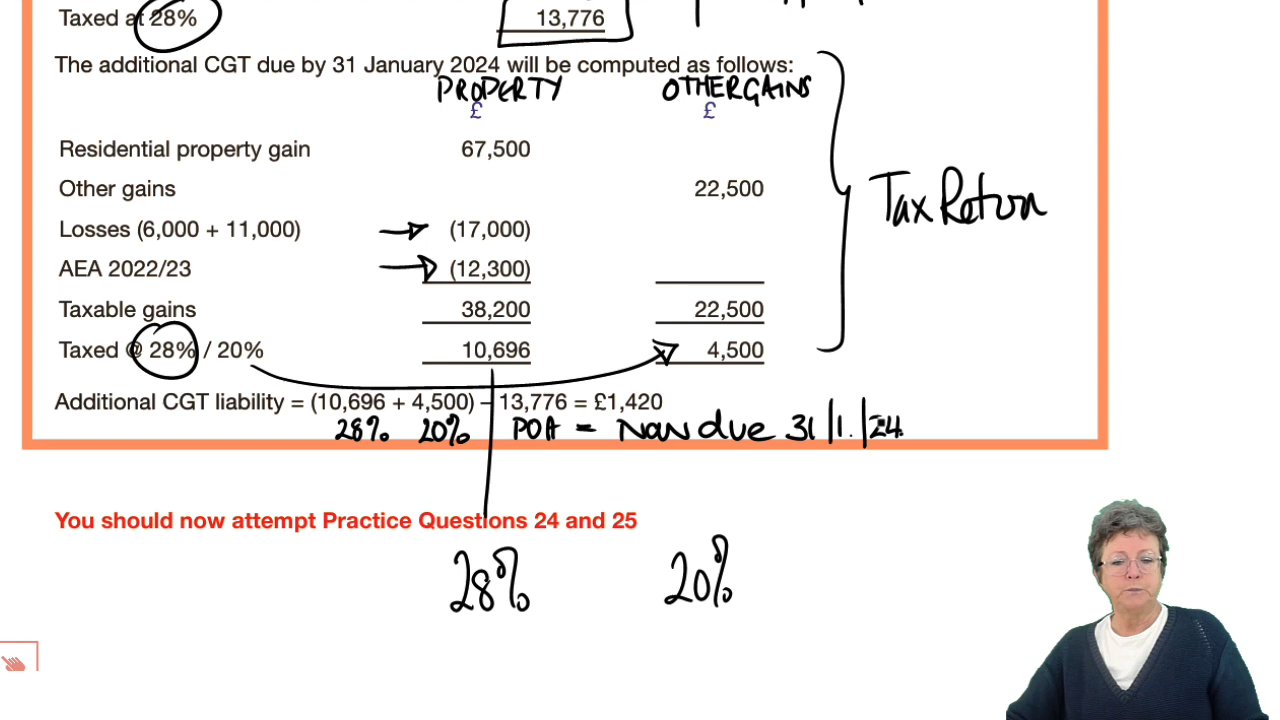 Taxed at 28% 13,776
The additional CGT due by 31 January 2024 will be computed as follows:
PROPERTY OTHER GAINS
£ £
Residential property gain 67,500
Other gains 22,500
Losses (6,000 + 11,000) (17,000)
AEA 2022/23 (12,300)
Taxable gains 38,200 22,500
Taxed @ 28% / 20% 10,696 4,500
Tax Return
Additional CGT liability = (10,696 + 4,500) – 13,776 = £1,420
28% 20% POA = Now due 31/1/24.
You should now attempt Practice Questions 24 and 25
28% 20%